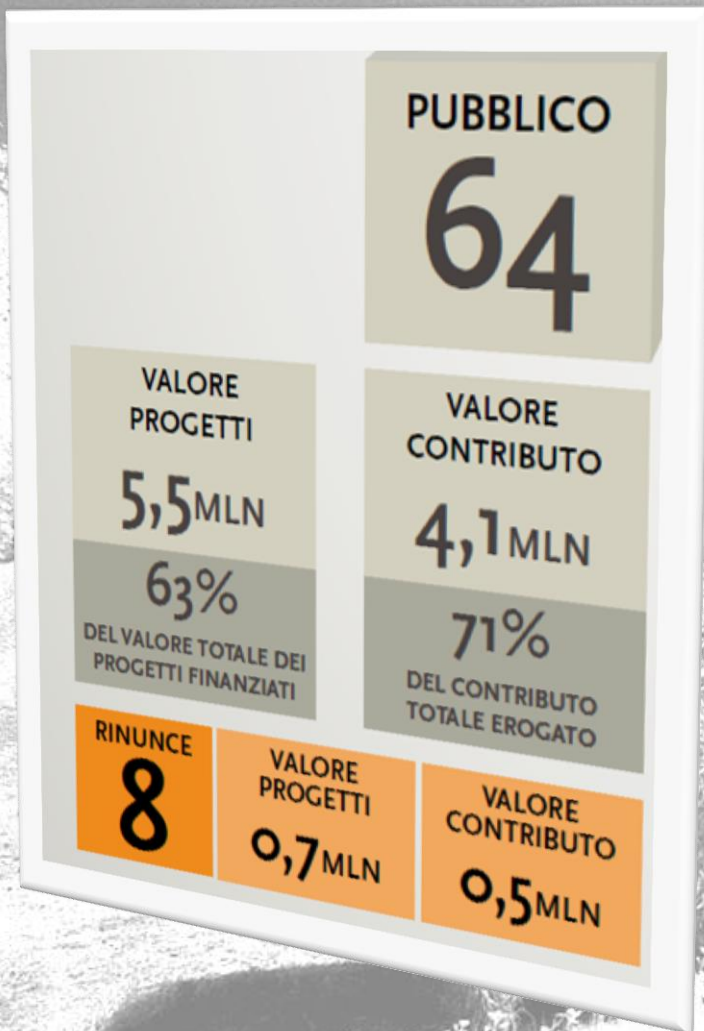 PUBBLICO
64
VALORE
PROGETTI
5,5MLN
63%
DEL VALORE TOTALE DEI
PROGETTI FINANZIATI
VALORE
CONTRIBUTO
4,1MLN
71%
DEL CONTRIBUTO
TOTALE EROGATO
RINUNCE
8
VALORE
PROGETTI
0,7MLN
VALORE
CONTRIBUTO
0,5MLN